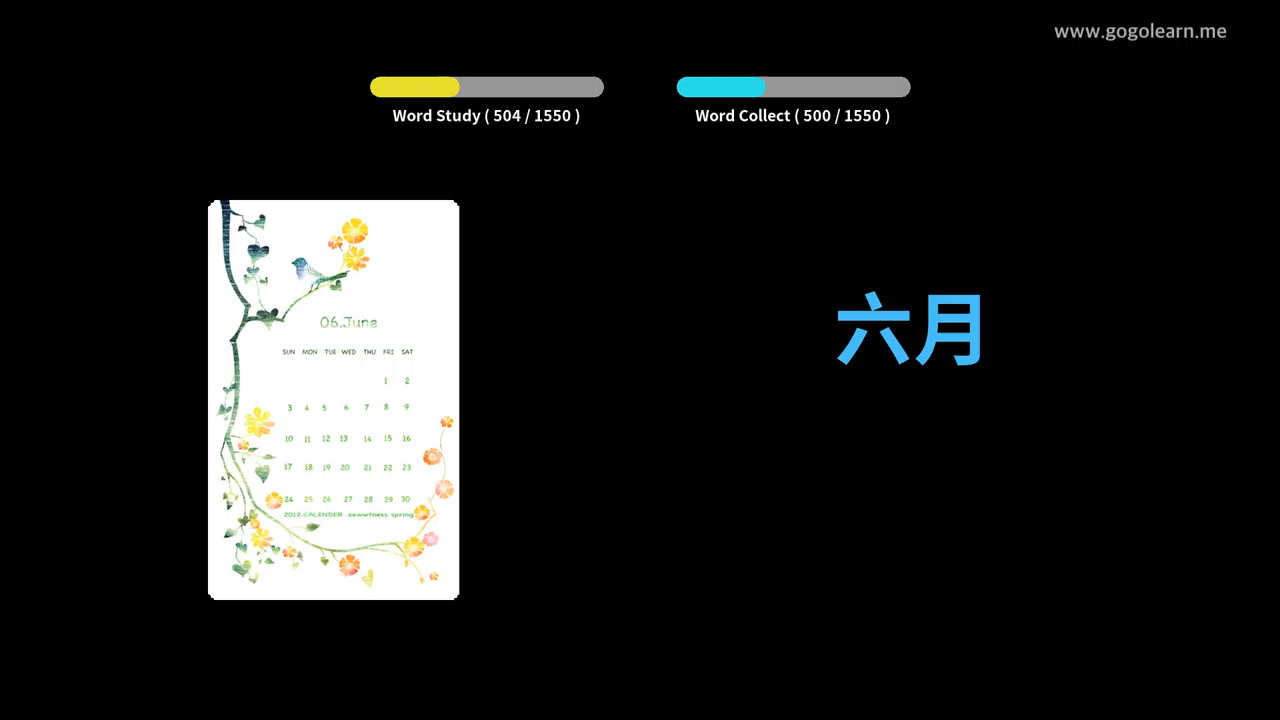 www.gogolearn.me
Word Study ( 504 / 1550 )
Word Collect ( 500 / 1550 )
六月
06.June
SUN MON TUE WED THU FRI SAT
1 2
3 4 5 6 7 8 9
10 11 12 13 14 15 16
17 18 19 20 21 22 23
24 25 26 27 28 29 30
2012.CALENDER .sewwtness spring